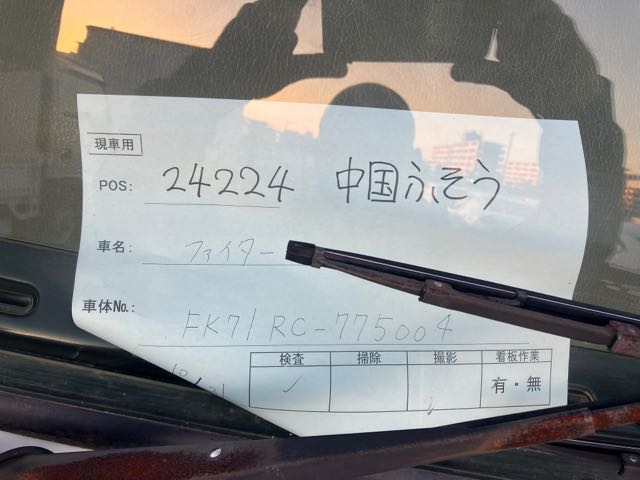 現車用
POS: 24224 中国ふそう
車名: ファイター
車体No.: FK71RC-775004
検査 掃除 撮影 看板作業
✓ 有・無